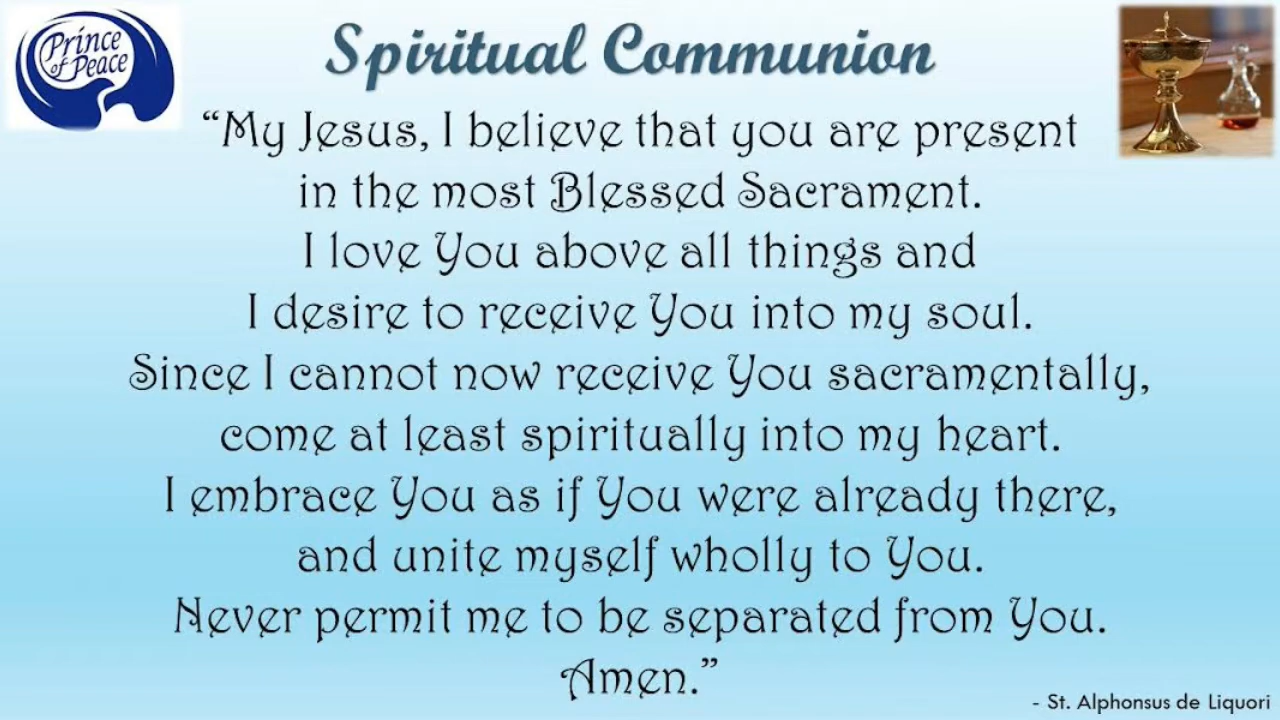 Prince
of Peace
Spiritual Communion
“My Jesus, I believe that you are present
in the most Blessed Sacrament.
I love You above all things and
I desire to receive You into my soul.
Since I cannot now receive You sacramentally,
come at least spiritually into my heart.
I embrace You as if You were already there,
and unite myself wholly to You.
Never permit me to be separated from You.
Amen.”
- St. Alphonsus de Liquori